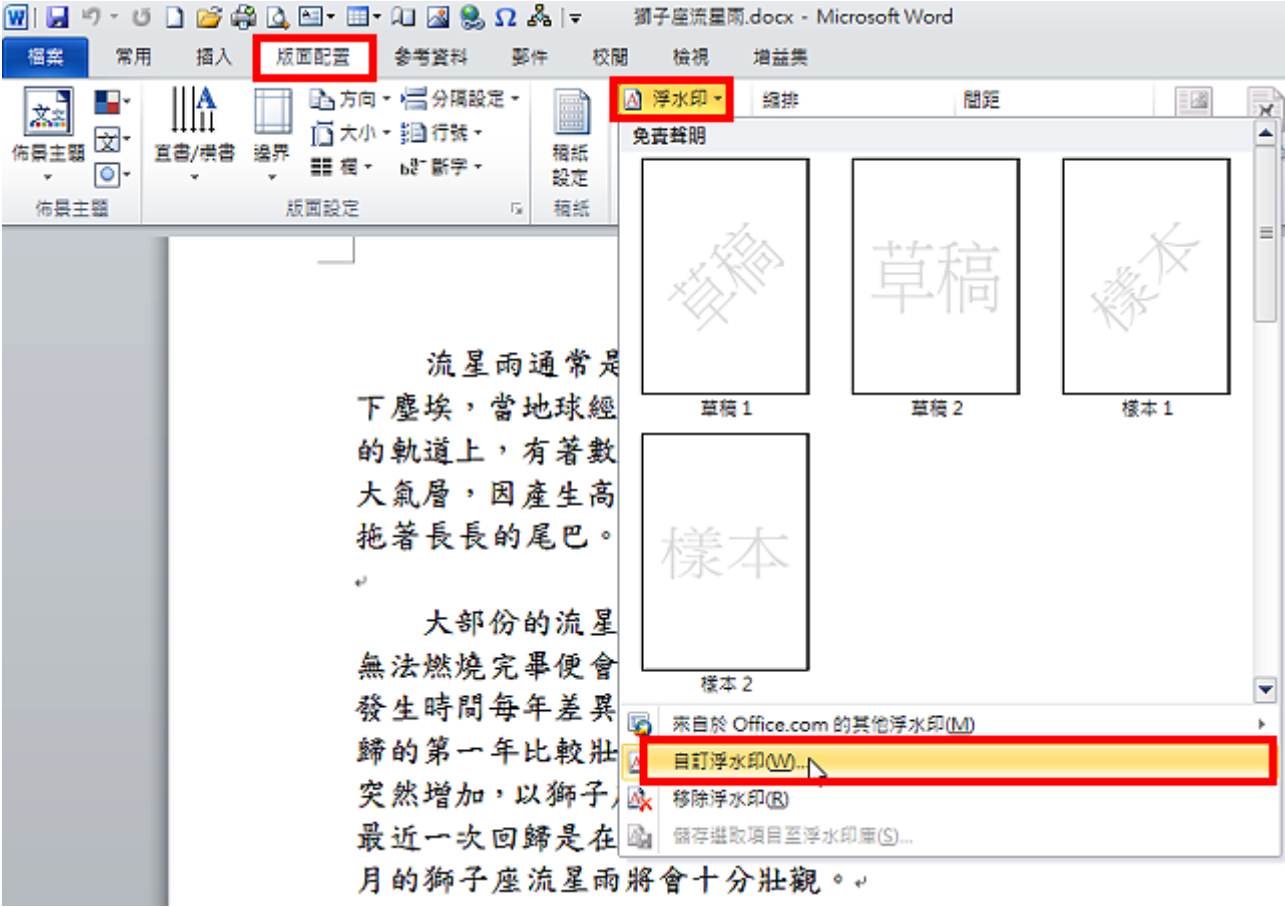 獅子座流星雨.docx - Microsoft Word
檔案 常用 插入 版面配置 參考資料 郵件 校閱 檢視 增益集
文 方向 分隔設定 浮水印 縮排 間距
大小 行號
佈景主題 直書/橫書 邊界 欄 斷字 稿紙
設定
佈景主題 版面設定 稿紙
免責聲明
草稿 草稿 樣本
草稿 1 草稿 2 樣本 1
樣本
樣本 2
來自於 Office.com 的其他浮水印(M)
自訂浮水印(W)...
移除浮水印(R)
儲存選取項目至浮水印庫(S)...
流星雨通常是
下塵埃，當地球經
的軌道上，有著數
大氣層，因產生高
拖著長長的尾巴。
大部份的流星
無法燃燒完畢便會
發生時間每年差異
歸的第一年比較壯
突然增加，以獅子
最近一次回歸是在
月的獅子座流星雨將會十分壯觀。